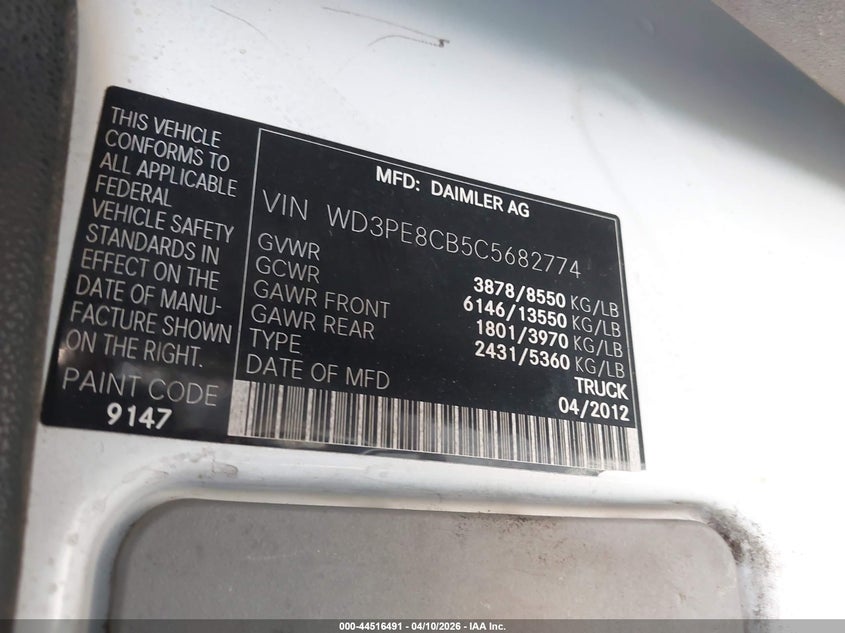 THIS VEHICLE
CONFORMS TO
ALL APPLICABLE
FEDERAL
VEHICLE SAFETY
STANDARDS IN
EFFECT ON THE
DATE OF MANU-
FACTURE SHOWN
ON THE RIGHT.
PAINT CODE
9147
MFD: DAIMLER AG
VIN WD3PE8CB5C5682774
GVWR 3878/8550 KG/LB
GCWR 6146/13550 KG/LB
GAWR FRONT 1801/3970 KG/LB
GAWR REAR 2431/5360 KG/LB
TYPE TRUCK
DATE OF MFD 04/2012
000-44516491 - 04/10/2026 - IAA Inc.